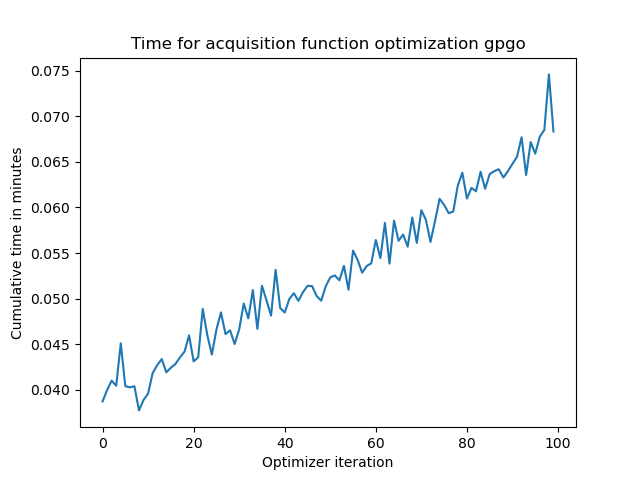 Time for acquisition function optimization gpgo
0.075
0.070
0.065
0.060
0.055
0.050
0.045
0.040
Cumulative time in minutes
0 20 40 60 80 100
Optimizer iteration